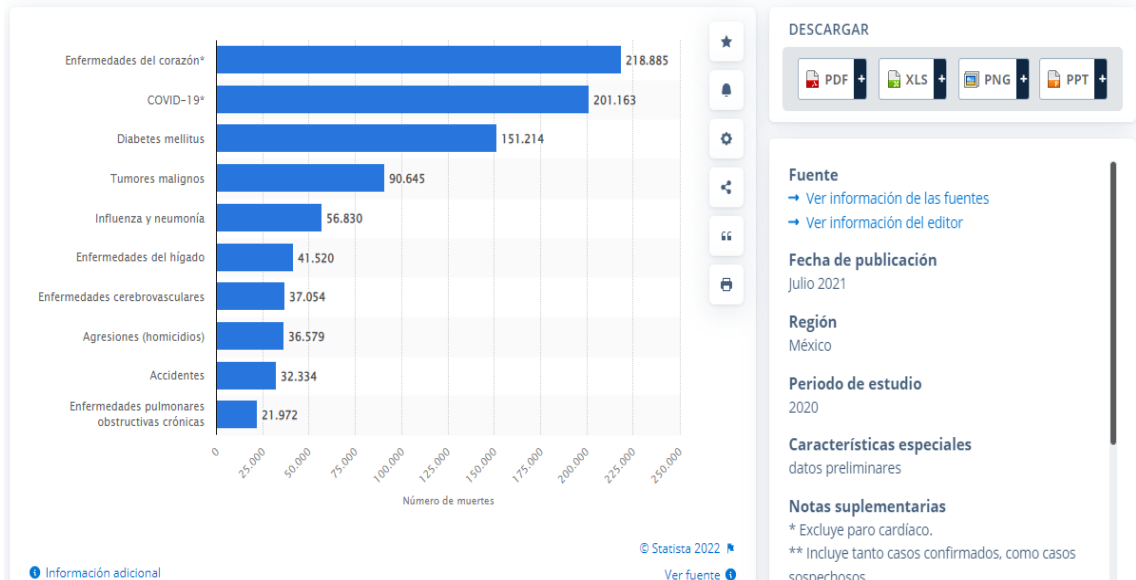 Enfermedades del corazón* 218.885
COVID-19* 201.163
Diabetes mellitus 151.214
Tumores malignos 90.645
Influenza y neumonía 56.830
Enfermedades del hígado 41.520
Enfermedades cerebrovasculares 37.054
Agresiones (homicidios) 36.579
Accidentes 32.334
Enfermedades pulmonares
obstructivas crónicas 21.972
0 25.000 50.000 75.000 100.000 125.000 150.000 175.000 200.000 225.000 250.000
Número de muertes
© Statista 2022
Información adicional
Ver fuente
DESCARGAR
PDF + XLS + PNG + PPT +
Fuente
→ Ver información de las fuentes
→ Ver información del editor
Fecha de publicación
Julio 2021
Región
México
Periodo de estudio
2020
Características especiales
datos preliminares
Notas suplementarias
* Excluye paro cardíaco.
** Incluye tanto casos confirmados, como casos
sospechosos